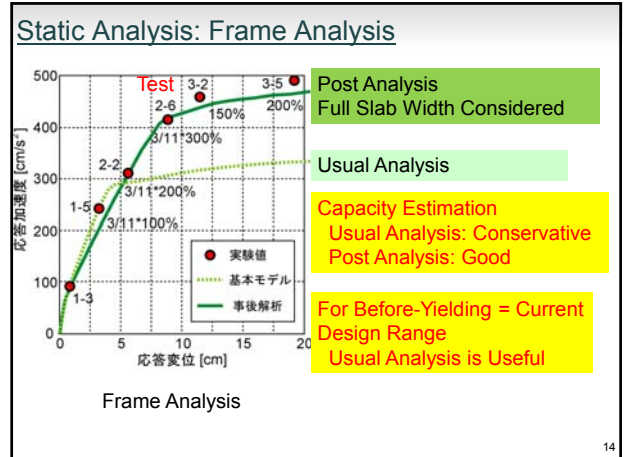 Static Analysis: Frame Analysis
応答加速度 [cm/s²]
500
400
300
200
100
0
Test
3-2
3-5
2-6
150%
200%
3/11*300%
2-2
3/11*200%
1-5
3/11*100%
1-3
実験値
基本モデル
事後解析
0
5
10
15
20
応答変位 [cm]
Frame Analysis
Post Analysis
Full Slab Width Considered
Usual Analysis
Capacity Estimation
Usual Analysis: Conservative
Post Analysis: Good
For Before-Yielding = Current
Design Range
Usual Analysis is Useful
14